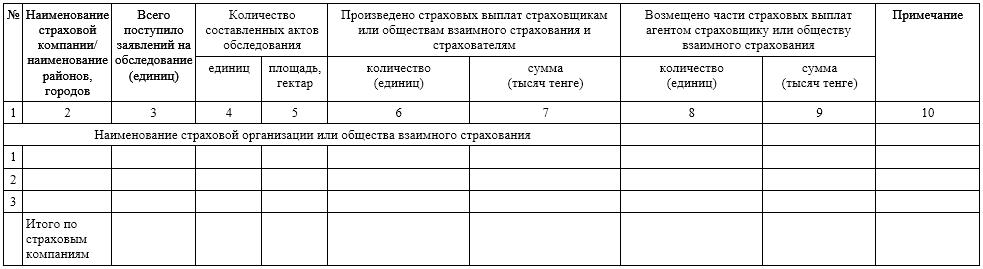 №
Наименование
страховой
компании/
наименование
районов,
городов
Всего
поступило
заявлений на
обследование
(единиц)
Количество
составленных актов
обследования
Произведено страховых выплат страховщикам
или обществам взаимного страхования и
страхователям
Возмещено части страховых выплат
агентом страховщику или обществу
взаимного страхования
Примечание
единиц
площадь,
гектар
количество
(единиц)
сумма
(тысяч тенге)
количество
(единиц)
сумма
(тысяч тенге)
1 2 3 4 5 6 7 8 9 10
Наименование страховой организации или общества взаимного страхования
1
2
3
Итого по
страховым
компаниям